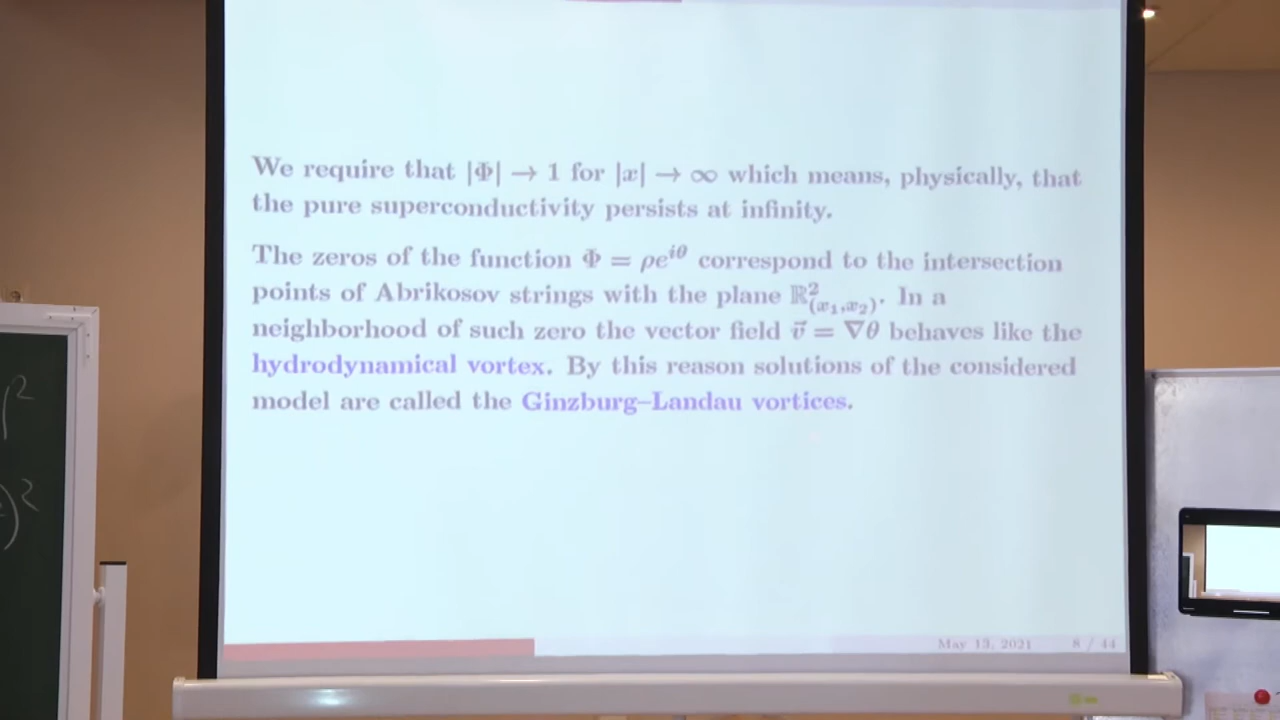 We require that |Φ| → 1 for |x| → ∞ which means, physically, that
the pure superconductivity persists at infinity.
The zeros of the function Φ = ρe^{iθ} correspond to the intersection
points of Abrikosov strings with the plane ℝ²_{(x₁,x₂)}. In a
neighborhood of such zero the vector field v⃗ = ∇θ behaves like the
hydrodynamical vortex. By this reason solutions of the considered
model are called the Ginzburg–Landau vortices.
May 13, 2021 8 / 44
|²
)²